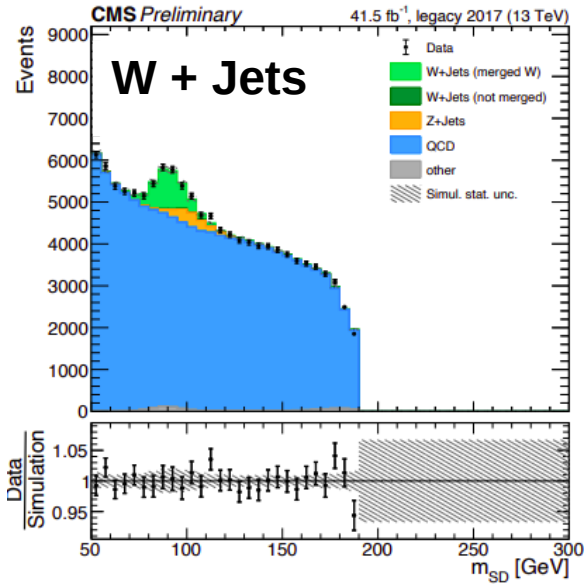 CMS Preliminary 41.5 fb⁻¹, legacy 2017 (13 TeV)
Events
9000
8000
7000
6000
5000
4000
3000
2000
1000
0
W + Jets
Data
W+Jets (merged W)
W+Jets (not merged)
Z+Jets
QCD
other
Simul. stat. unc.
Data
Simulation
1.05
1
0.95
50 100 150 200 250 300
m_SD [GeV]